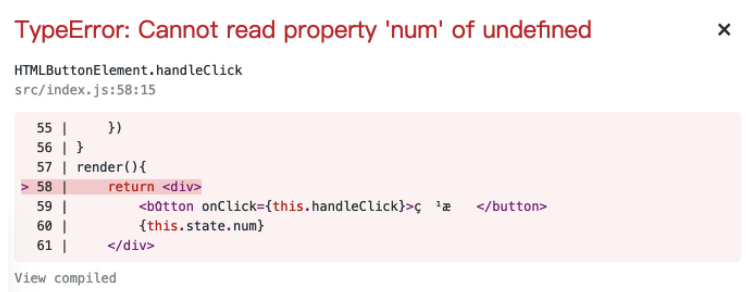 TypeError: Cannot read property 'num' of undefined ×
HTMLButtonElement.handleClick
src/index.js:58:15
55 |     })
56 | }
57 | render(){
> 58 |     return <div>
59 |         <button onClick={this.handleClick}>ç ¹æ </button>
60 |         {this.state.num}
61 |     </div>
View compiled